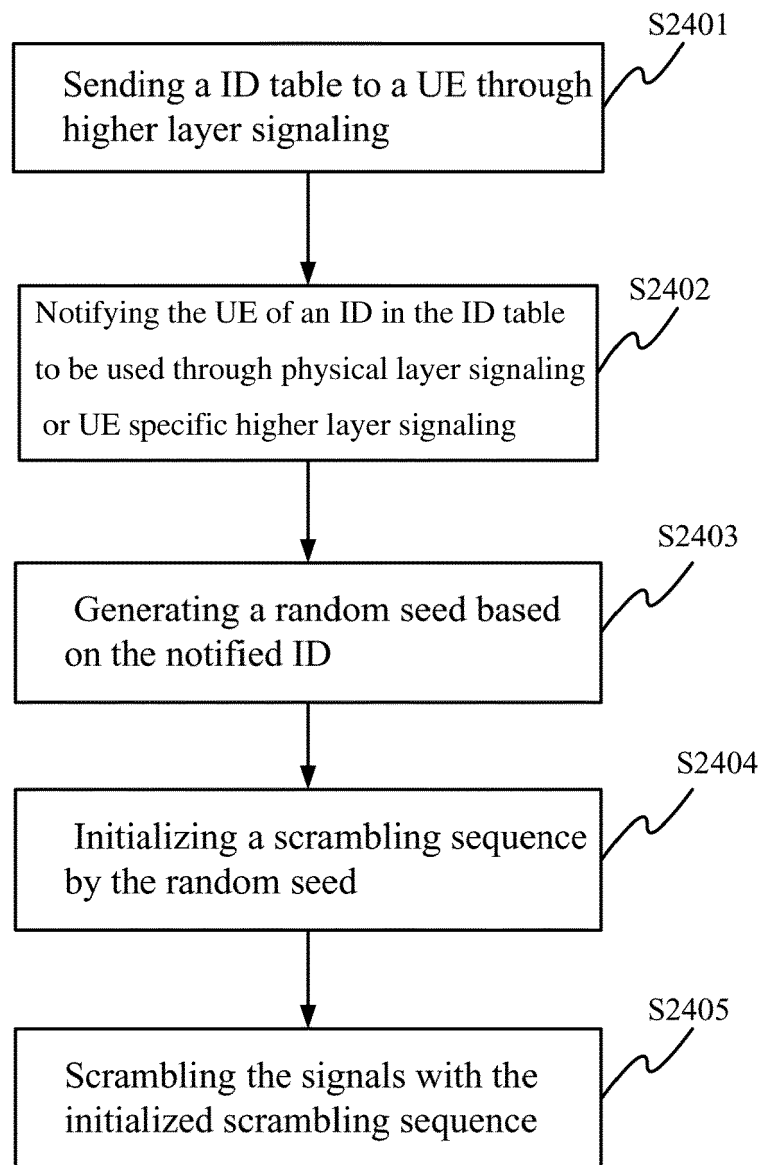 S2401
Sending a ID table to a UE through
higher layer signaling
S2402
Notifying the UE of an ID in the ID table
to be used through physical layer signaling
or UE specific higher layer signaling
S2403
Generating a random seed based
on the notified ID
S2404
Initializing a scrambling sequence
by the random seed
S2405
Scrambling the signals with the
initialized scrambling sequence